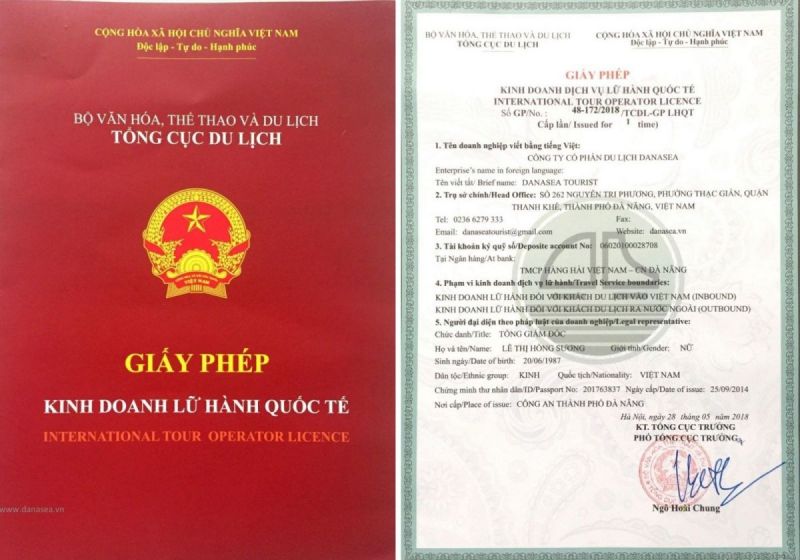 CỘNG HÒA XÃ HỘI CHỦ NGHĨA VIỆT NAM
Độc lập - Tự do - Hạnh phúc
BỘ VĂN HÓA, THỂ THAO VÀ DU LỊCH
TỔNG CỤC DU LỊCH
VIỆT NAM
GIẤY PHÉP
KINH DOANH LỮ HÀNH QUỐC TẾ
INTERNATIONAL TOUR OPERATOR LICENCE
www.danasea.vn
BỘ VĂN HÓA, THỂ THAO VÀ DU LỊCH
TỔNG CỤC DU LỊCH
CỘNG HÒA XÃ HỘI CHỦ NGHĨA VIỆT NAM
Độc lập - Tự do - Hạnh phúc
GIẤY PHÉP
KINH DOANH DỊCH VỤ LỮ HÀNH QUỐC TẾ
INTERNATIONAL TOUR OPERATOR LICENCE
Số GP/No. : 48-172/2018 /TCDL-GP LHQT
Cấp lần/ Issued for 1 time)
1. Tên doanh nghiệp viết bằng tiếng Việt:
CÔNG TY CỔ PHẦN DU LỊCH DANASEA
Enterprise's name in foreign language:
Tên viết tắt/ Brief name: DANASEA TOURIST
2. Trụ sở chính/Head Office: SỐ 262 NGUYỄN TRI PHƯƠNG, PHƯỜNG THẠC GIÁN, QUẬN
THANH KHÊ, THÀNH PHỐ ĐÀ NẴNG, VIỆT NAM
Tel: 0236 6279 333 Fax:
Email: danaseatourist@gmail.com Website: danasea.vn
3. Tài khoản ký quỹ số/Deposite account No: 06020100028708
Tại Ngân hàng/At bank:
TMCP HÀNG HẢI VIỆT NAM – CN ĐÀ NẴNG
4. Phạm vi kinh doanh dịch vụ lữ hành/Travel Service boundaries:
KINH DOANH LỮ HÀNH ĐỐI VỚI KHÁCH DU LỊCH VÀO VIỆT NAM (INBOUND)
KINH DOANH LỮ HÀNH ĐỐI VỚI KHÁCH DU LỊCH RA NƯỚC NGOÀI (OUTBOUND)
5. Người đại diện theo pháp luật của doanh nghiệp/Legal representative:
Chức danh/Title: TỔNG GIÁM ĐỐC
Họ và tên/Name: LÊ THỊ HỒNG SƯƠNG Giới tính/Gender: NỮ
Sinh ngày/Date of birth: 20/06/1987
Dân tộc/Ethnic group: KINH Quốc tịch/Nationality: VIỆT NAM
Chứng minh thư nhân dân/ID/Passport No: 201763837 Ngày cấp/Date of issue: 25/09/2014
Nơi cấp/Place of issue: CÔNG AN THÀNH PHỐ ĐÀ NẴNG
Hà Nội, ngày 28 tháng 05 năm 2018
KT. TỔNG CỤC TRƯỞNG
PHÓ TỔNG CỤC TRƯỞNG
Ngô Hoài Chung